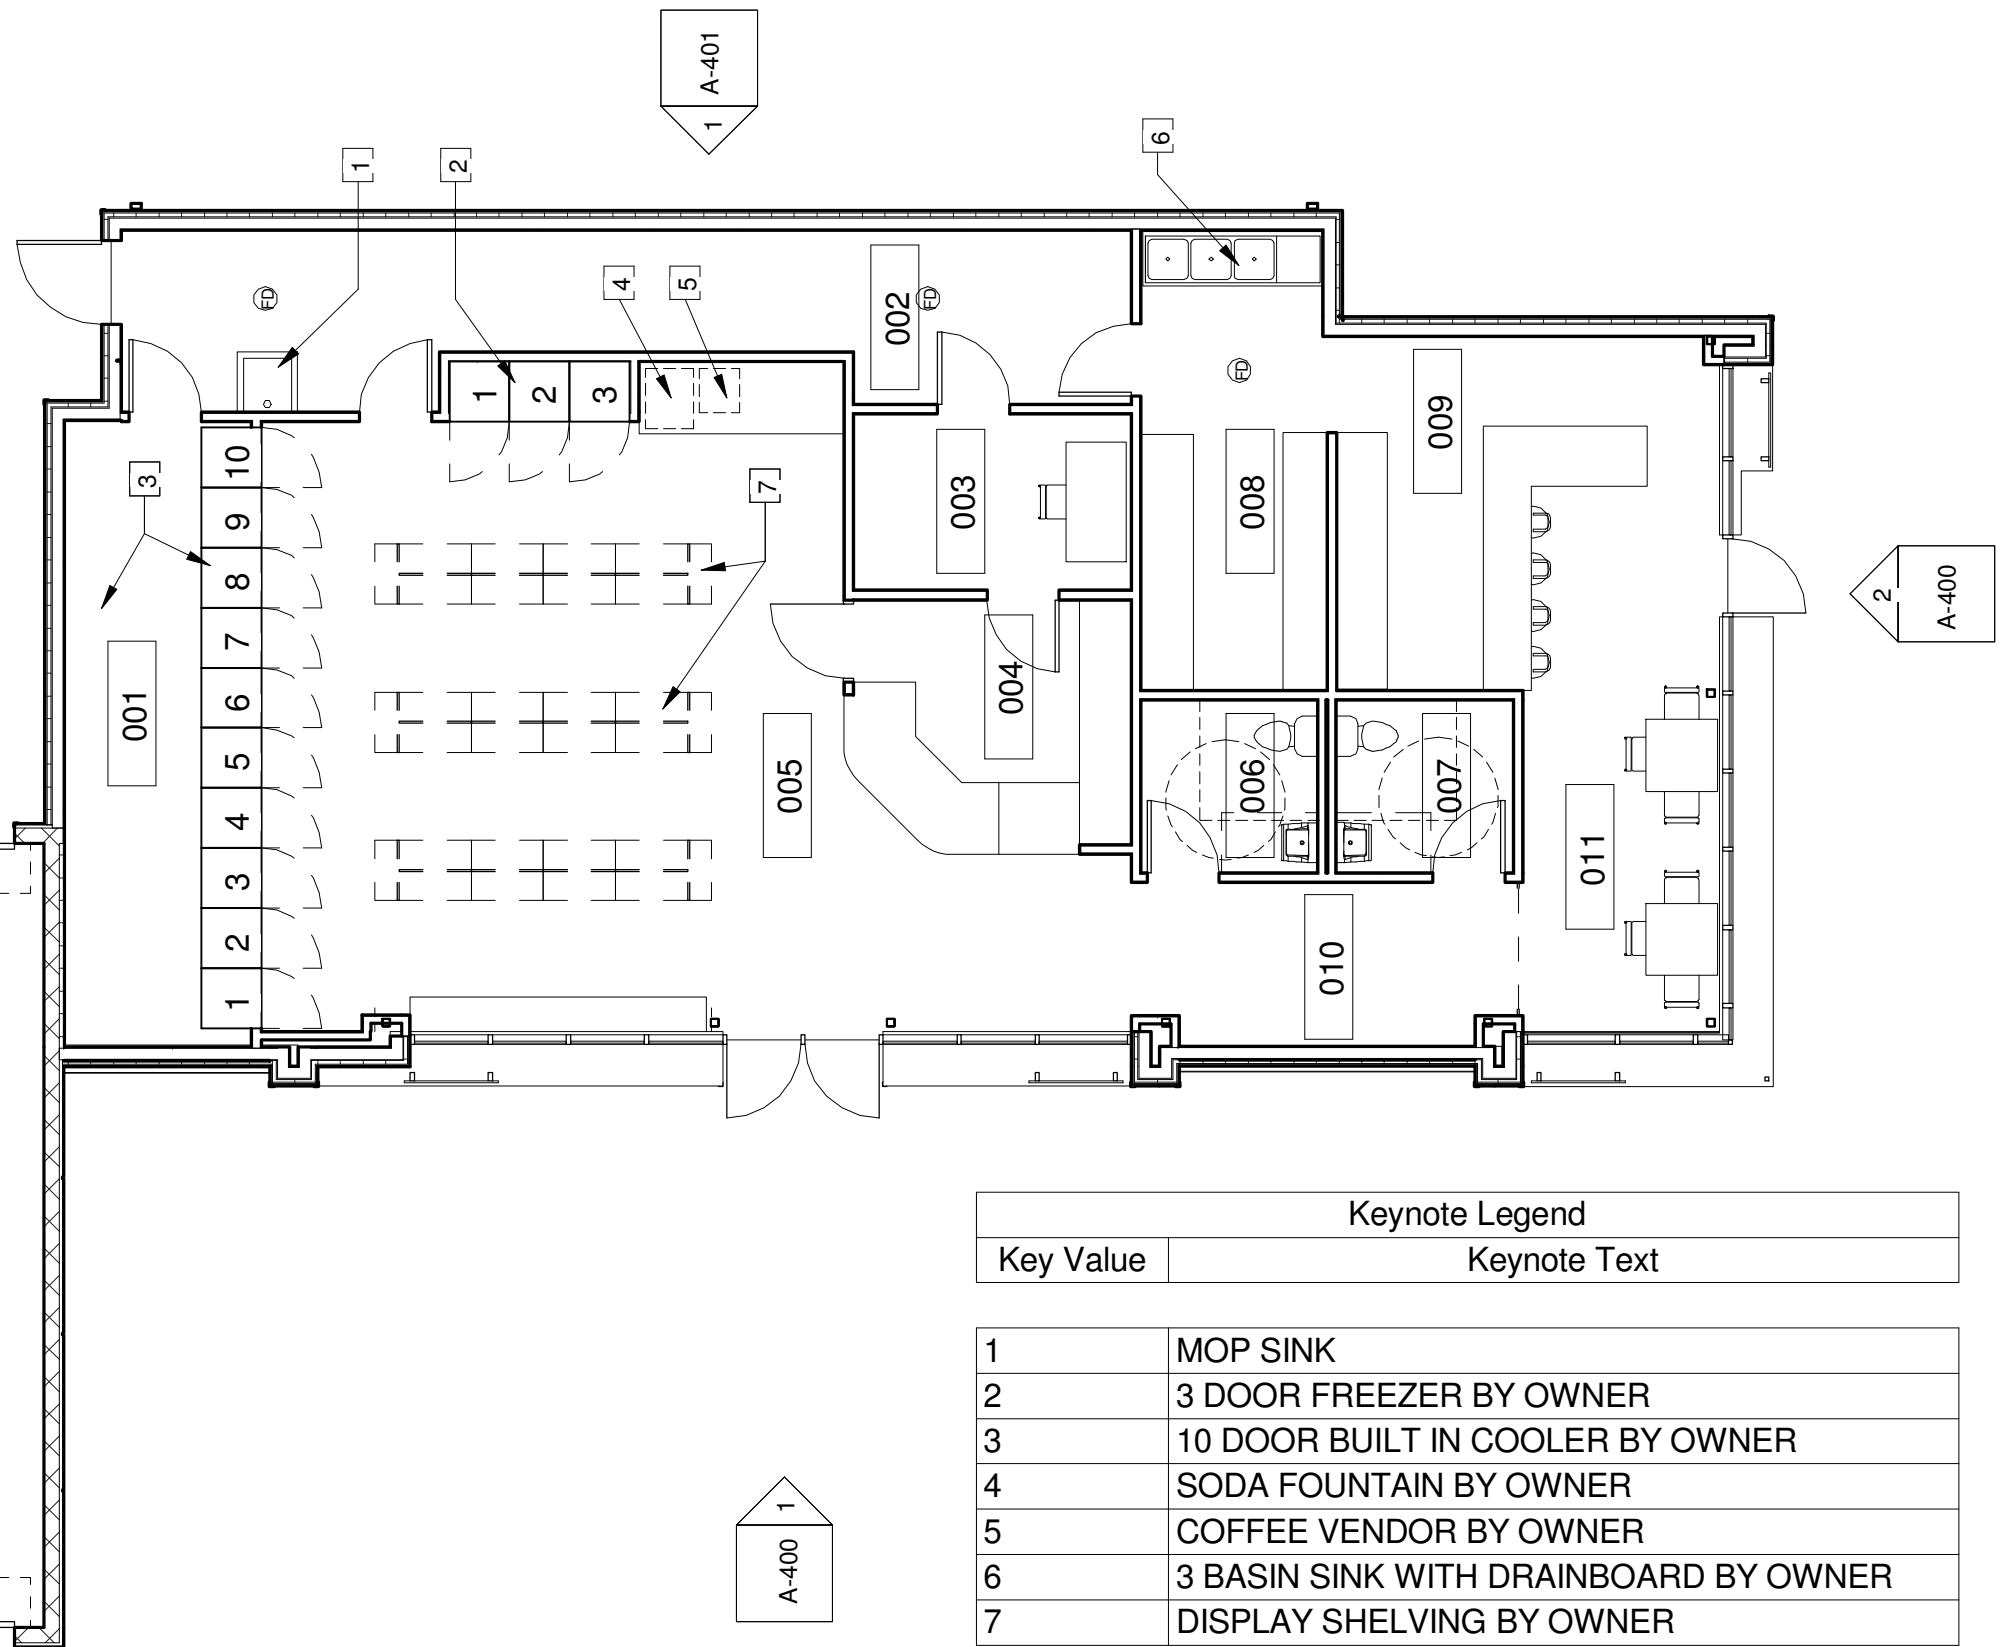 A-401
1
1
2
6
4
5
FD
002
FD
1
2
3
FD
10
9
8
7
6
5
4
3
2
1
3
7
003
008
009
001
004
005
006
007
011
010
2
A-400
1
A-400
Keynote Legend
Key Value Keynote Text
1 MOP SINK
2 3 DOOR FREEZER BY OWNER
3 10 DOOR BUILT IN COOLER BY OWNER
4 SODA FOUNTAIN BY OWNER
5 COFFEE VENDOR BY OWNER
6 3 BASIN SINK WITH DRAINBOARD BY OWNER
7 DISPLAY SHELVING BY OWNER